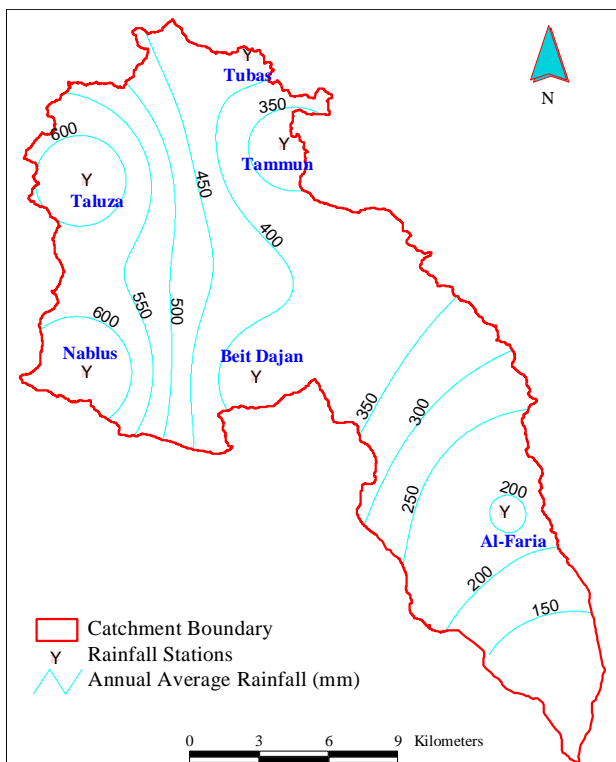 Tubas
N
350
600
Tammun
Taluza
450
400
550
500
600
Nablus
Beit Dajan
350
300
250
200
Al-Faria
200
150
Catchment Boundary
Y Rainfall Stations
Annual Average Rainfall (mm)
0 3 6 9 Kilometers